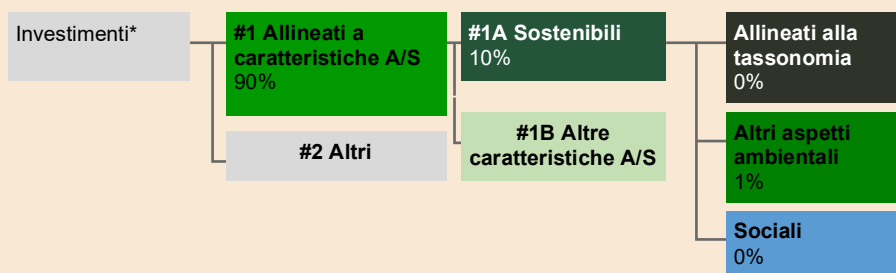 Investimenti*
#1 Allineati a
caratteristiche A/S
90%
#2 Altri
#1A Sostenibili
10%
#1B Altre
caratteristiche A/S
Allineati alla
tassonomia
0%
Altri aspetti
ambientali
1%
Sociali
0%